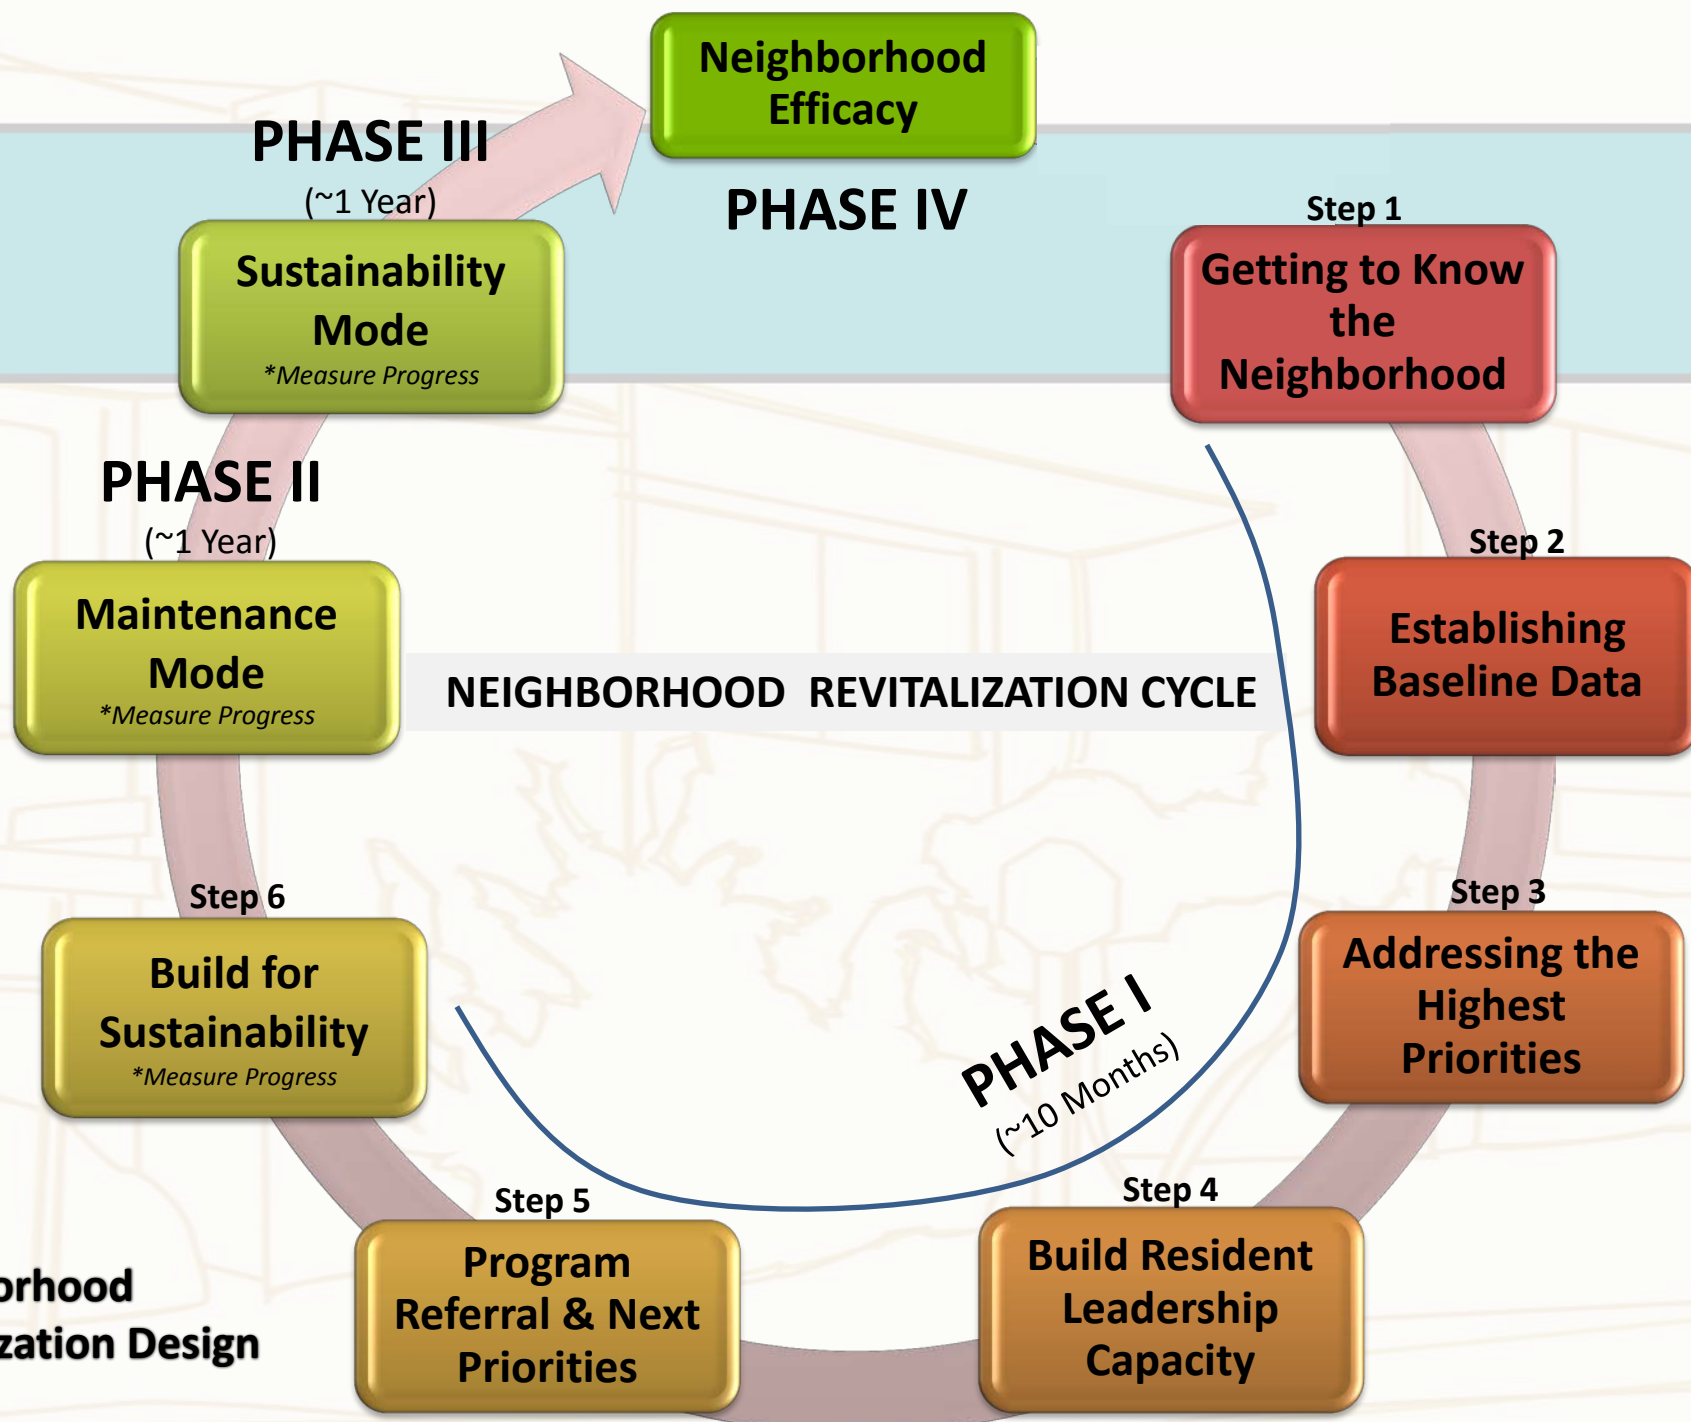 Neighborhood
Efficacy
PHASE IV
Step 1
Getting to Know
the
Neighborhood
Step 2
Establishing
Baseline Data
Step 3
Addressing the
Highest
Priorities
Step 4
Build Resident
Leadership
Capacity
Step 5
Program
Referral & Next
Priorities
Step 6
Build for
Sustainability
*Measure Progress
PHASE I
(~10 Months)
PHASE II
(~1 Year)
Maintenance
Mode
*Measure Progress
PHASE III
(~1 Year)
Sustainability
Mode
*Measure Progress
NEIGHBORHOOD REVITALIZATION CYCLE
orhood
zation Design